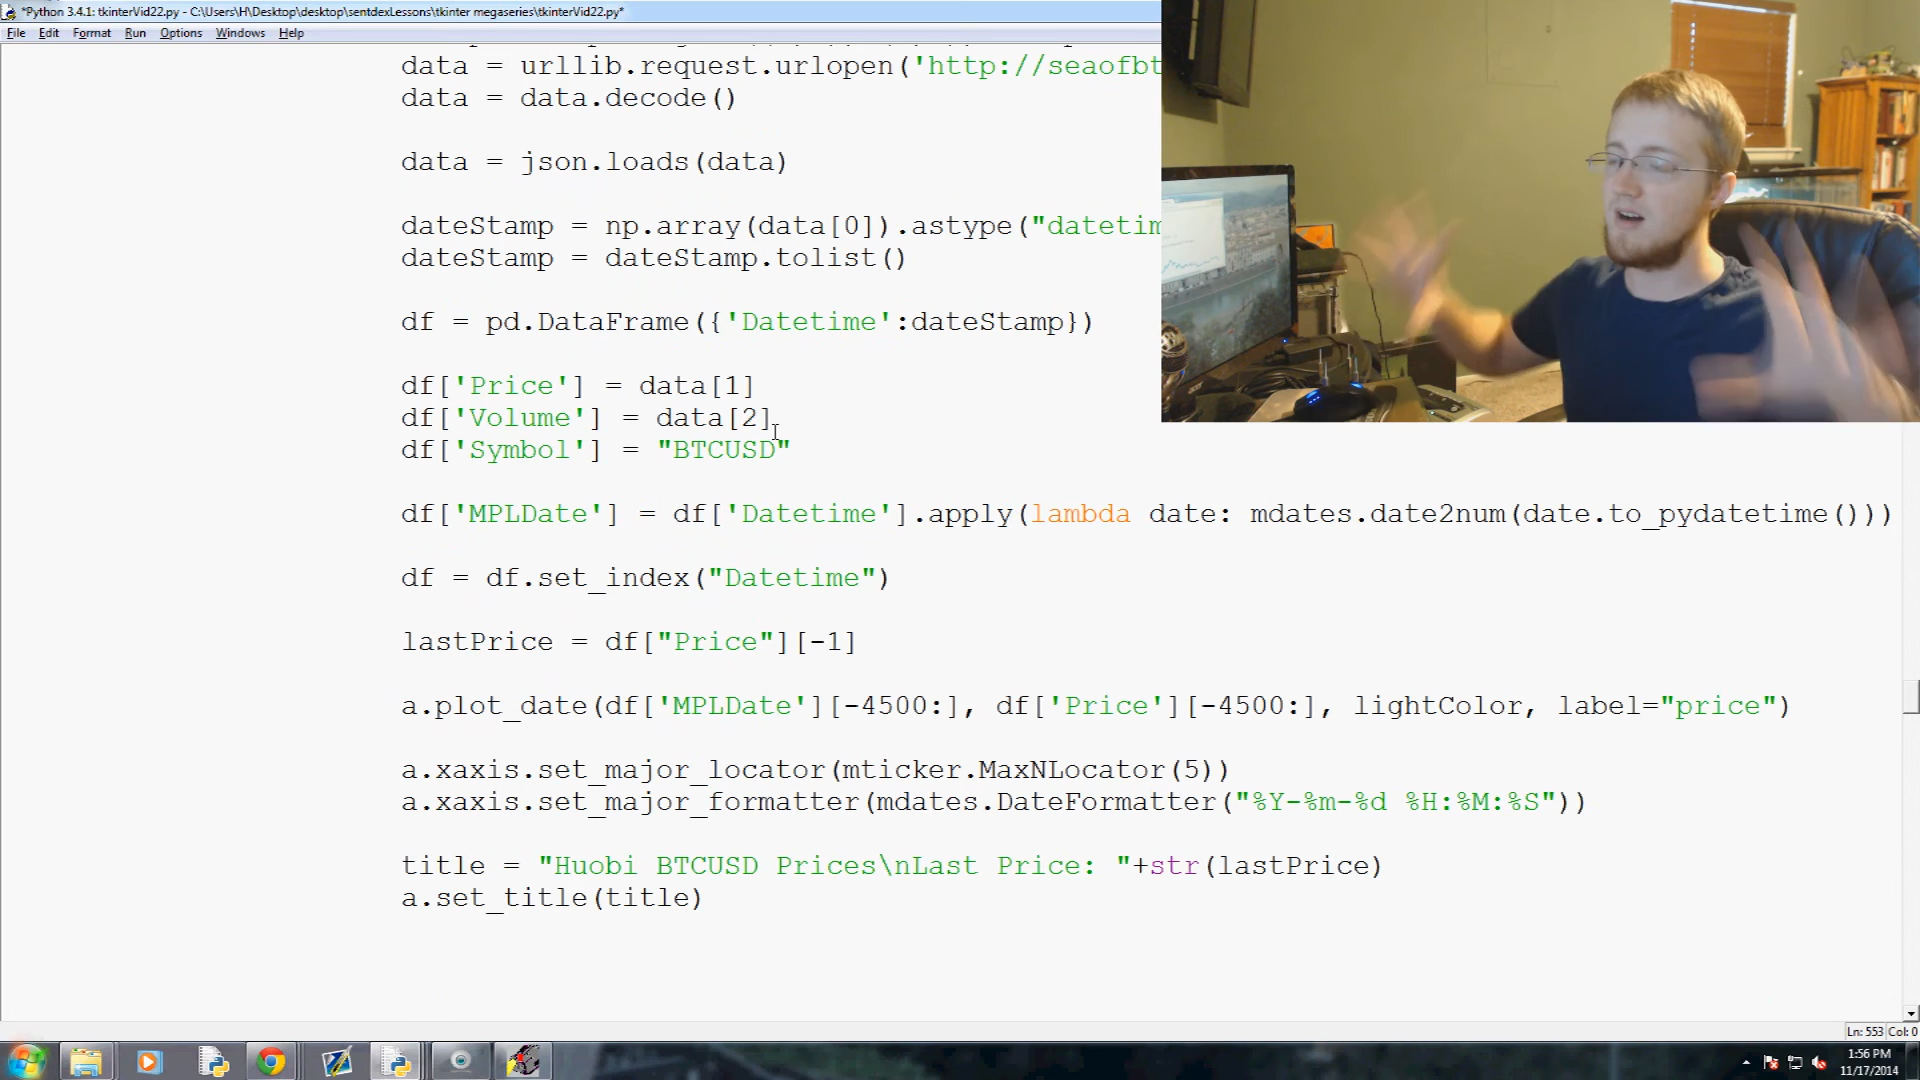 *Python 3.4.1: tkinterVid22.py - C:\Users\H\Desktop\desktop\sentdexLessons\tkinter megaseries\tkinterVid22.py*
File Edit Format Run Options Windows Help
data = urllib.request.urlopen('http://seaofbt
data = data.decode()
data = json.loads(data)
dateStamp = np.array(data[0]).astype("datetim
dateStamp = dateStamp.tolist()
df = pd.DataFrame({'Datetime':dateStamp})
df['Price'] = data[1]
df['Volume'] = data[2]
df['Symbol'] = "BTCUSD"
df['MPLDate'] = df['Datetime'].apply(lambda date: mdates.date2num(date.to_pydatetime()))
df = df.set_index("Datetime")
lastPrice = df["Price"][-1]
a.plot_date(df['MPLDate'][-4500:], df['Price'][-4500:], lightColor, label="price")
a.xaxis.set_major_locator(mticker.MaxNLocator(5))
a.xaxis.set_major_formatter(mdates.DateFormatter("%Y-%m-%d %H:%M:%S"))
title = "Huobi BTCUSD Prices\nLast Price: "+str(lastPrice)
a.set_title(title)
Ln: 553 Col: 0
1:56 PM
11/17/2014